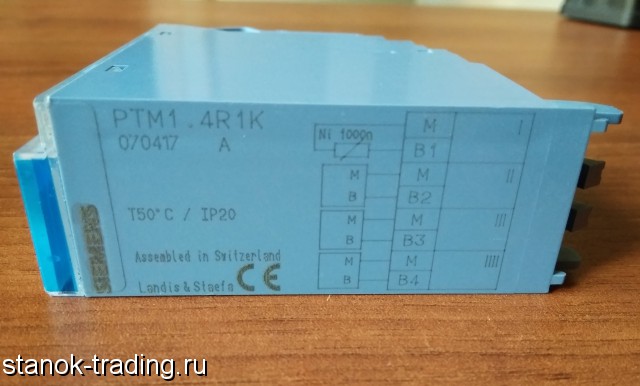 PTM1.4R1K
070417 A
T50°C / IP20
SIEMENS
Assembled in Switzerland
Landis & Staefa CE
Ni 1000Ω M I
B1
M M II
B B2
M M III
B B3
M M IIII
B B4
stanok-trading.ru